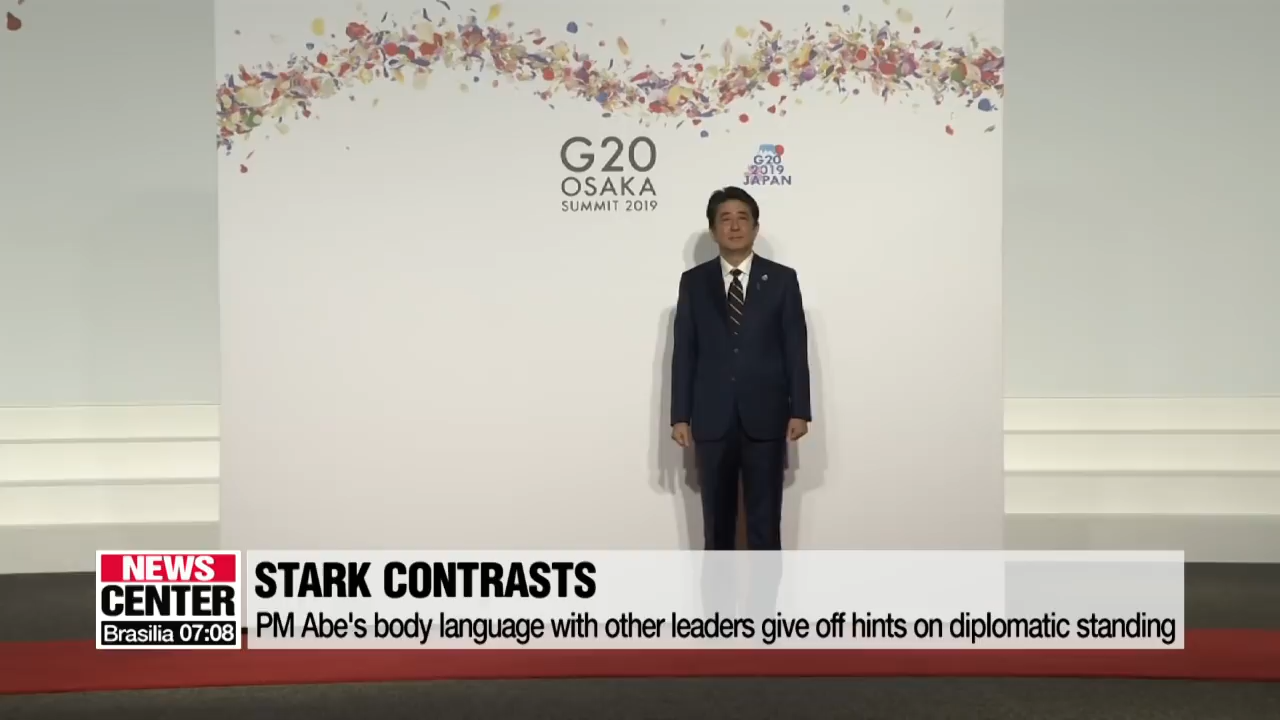 G20
OSAKA
SUMMIT 2019
G20
2019
JAPAN
NEWS
CENTER
Brasilia 07:08
STARK CONTRASTS
PM Abe's body language with other leaders give off hints on diplomatic standing